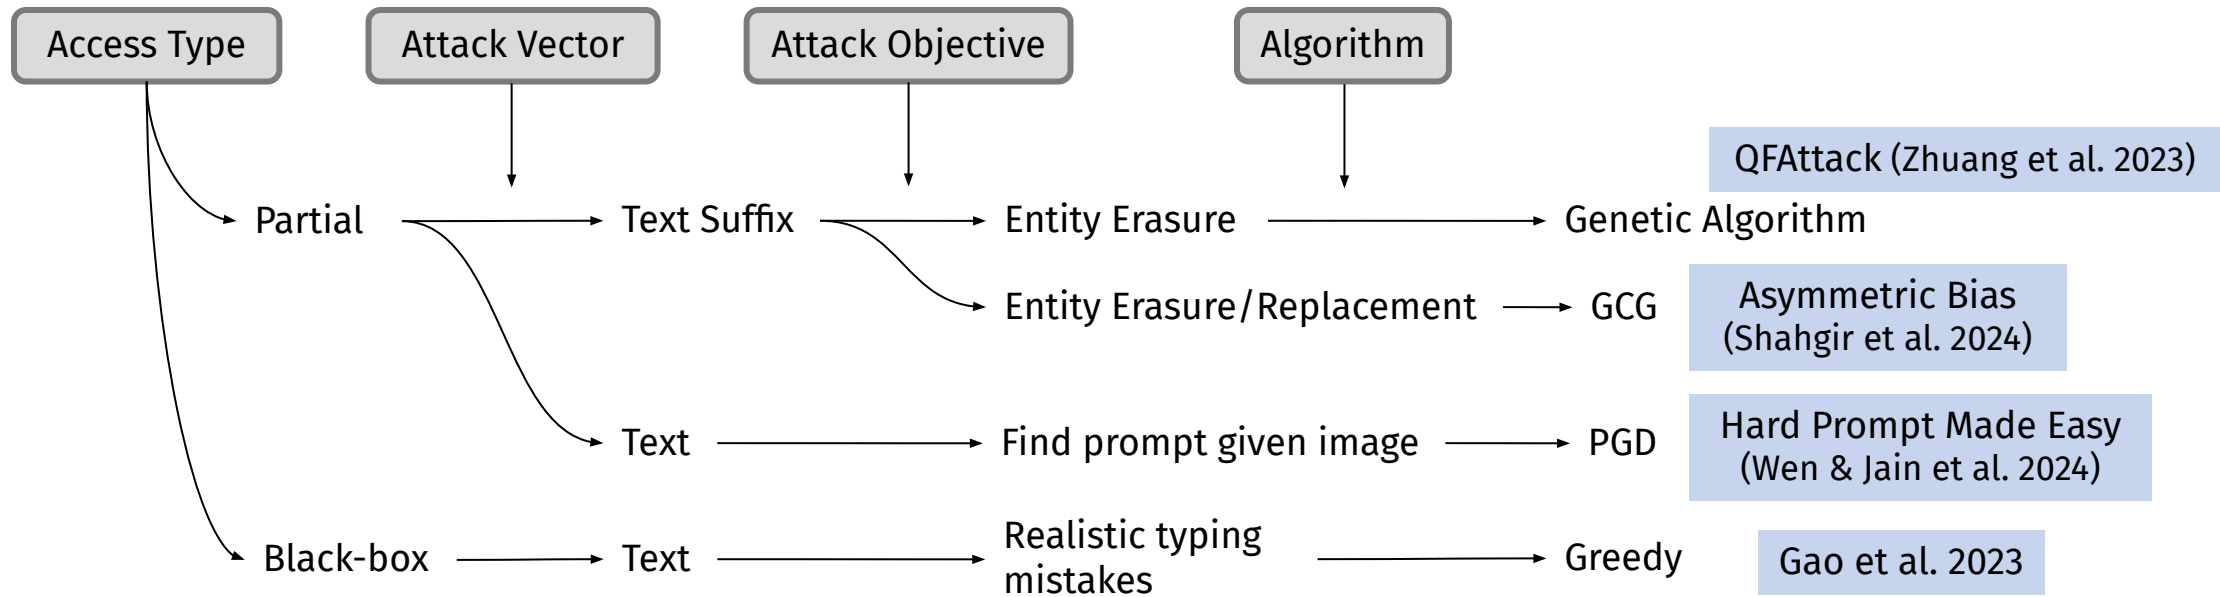 Access Type
Attack Vector
Attack Objective
Algorithm
QFAttack (Zhuang et al. 2023)
Partial
Text Suffix
Entity Erasure
Genetic Algorithm
Entity Erasure/Replacement
GCG
Asymmetric Bias
(Shahgir et al. 2024)
Text
Find prompt given image
PGD
Hard Prompt Made Easy
(Wen & Jain et al. 2024)
Black-box
Text
Realistic typing
mistakes
Greedy
Gao et al. 2023